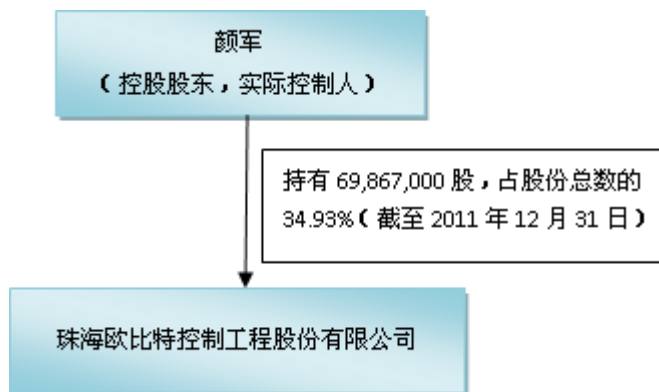 颜军
（控股股东，实际控制人）
持有 69,867,000 股，占股份总数的
34.93%（截至 2011 年 12 月 31 日）
珠海欧比特控制工程股份有限公司